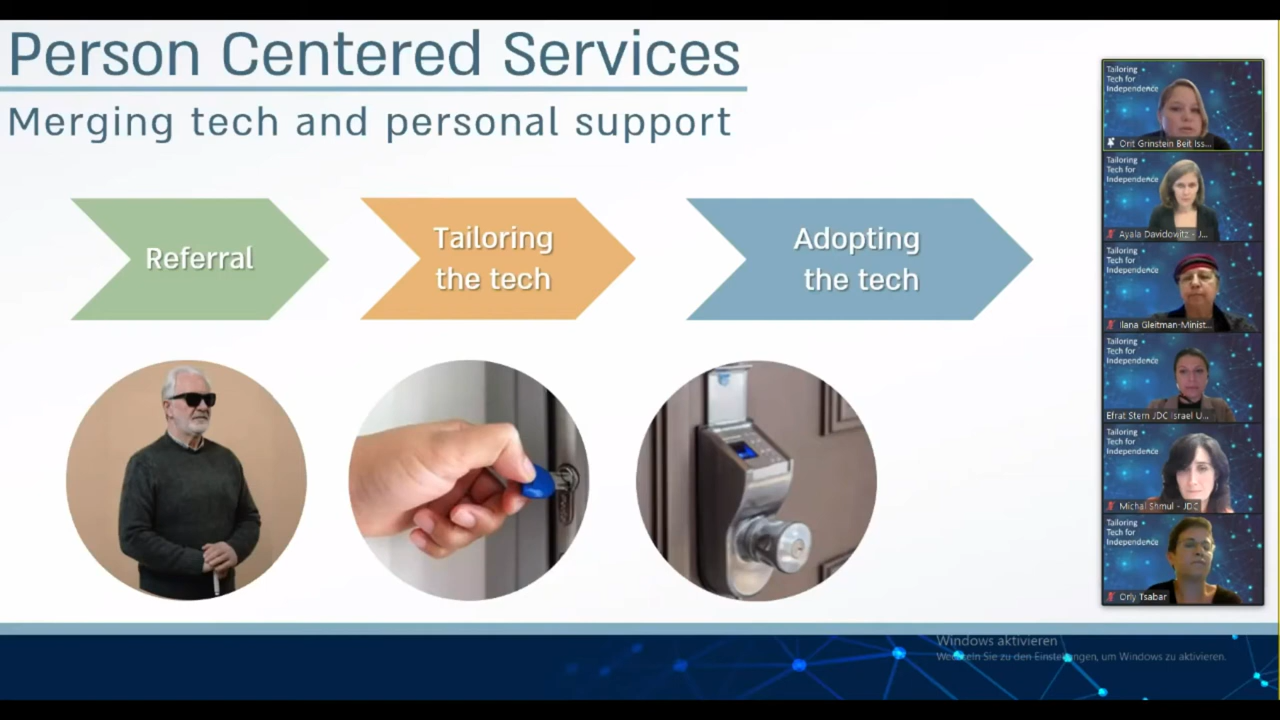 Person Centered Services
Merging tech and personal support
Referral
Tailoring
the tech
Adopting
the tech
Tailoring
Tech for
Independence
Orit Grinstein Beit Iss...
Tailoring
Tech for
Independence
Ayala Davidowitz - J...
Tailoring
Tech for
Independence
Ilana Gleitman-Minist...
Tailoring
Tech for
Independence
Efrat Stern JDC Israel U...
Tailoring
Tech for
Independence
Michal Shmul - JDC
Tailoring
Tech for
Independence
Orly Tsabar
Windows aktivieren
Wechseln Sie zu den Einstellungen, um Windows zu aktivieren.